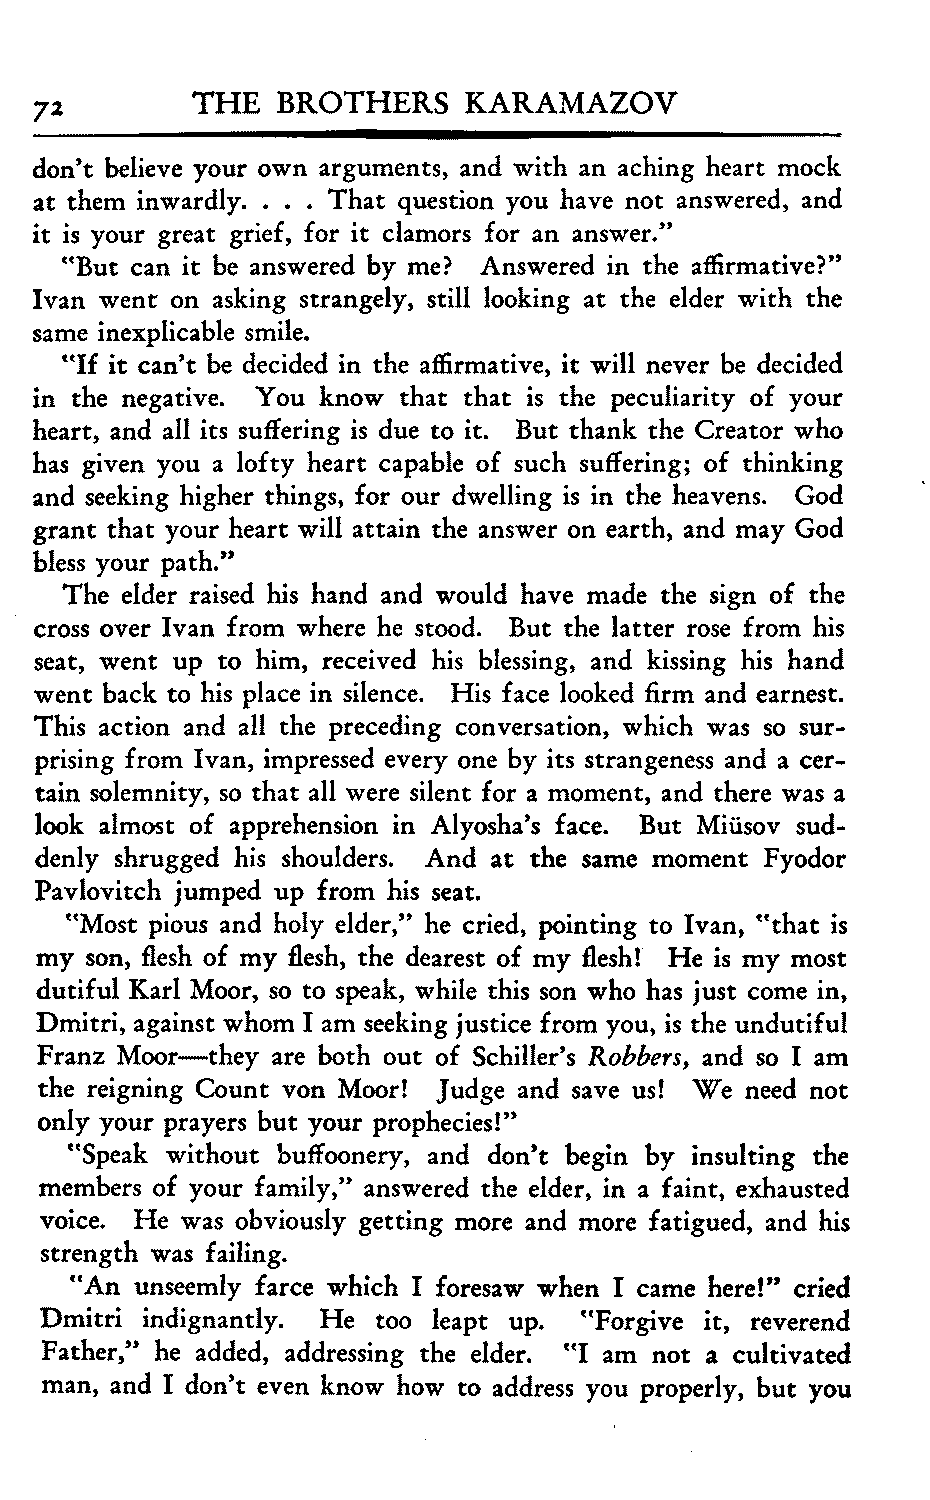 72 THE BROTHERS KARAMAZOV
don't believe your own arguments, and with an aching heart mock
at them inwardly. . . . That question you have not answered, and
it is your great grief, for it clamors for an answer."
"But can it be answered by me? Answered in the affirmative?"
Ivan went on asking strangely, still looking at the elder with the
same inexplicable smile.
"If it can't be decided in the affirmative, it will never be decided
in the negative. You know that that is the peculiarity of your
heart, and all its suffering is due to it. But thank the Creator who
has given you a lofty heart capable of such suffering; of thinking
and seeking higher things, for our dwelling is in the heavens. God
grant that your heart will attain the answer on earth, and may God
bless your path."
The elder raised his hand and would have made the sign of the
cross over Ivan from where he stood. But the latter rose from his
seat, went up to him, received his blessing, and kissing his hand
went back to his place in silence. His face looked firm and earnest.
This action and all the preceding conversation, which was so sur-
prising from Ivan, impressed every one by its strangeness and a cer-
tain solemnity, so that all were silent for a moment, and there was a
look almost of apprehension in Alyosha's face. But Miüsov sud-
denly shrugged his shoulders. And at the same moment Fyodor
Pavlovitch jumped up from his seat.
"Most pious and holy elder," he cried, pointing to Ivan, "that is
my son, flesh of my flesh, the dearest of my flesh! He is my most
dutiful Karl Moor, so to speak, while this son who has just come in,
Dmitri, against whom I am seeking justice from you, is the undutiful
Franz Moor—they are both out of Schiller's Robbers, and so I am
the reigning Count von Moor! Judge and save us! We need not
only your prayers but your prophecies!"
"Speak without buffoonery, and don't begin by insulting the
members of your family," answered the elder, in a faint, exhausted
voice. He was obviously getting more and more fatigued, and his
strength was failing.
"An unseemly farce which I foresaw when I came here!" cried
Dmitri indignantly. He too leapt up. "Forgive it, reverend
Father," he added, addressing the elder. "I am not a cultivated
man, and I don't even know how to address you properly, but you